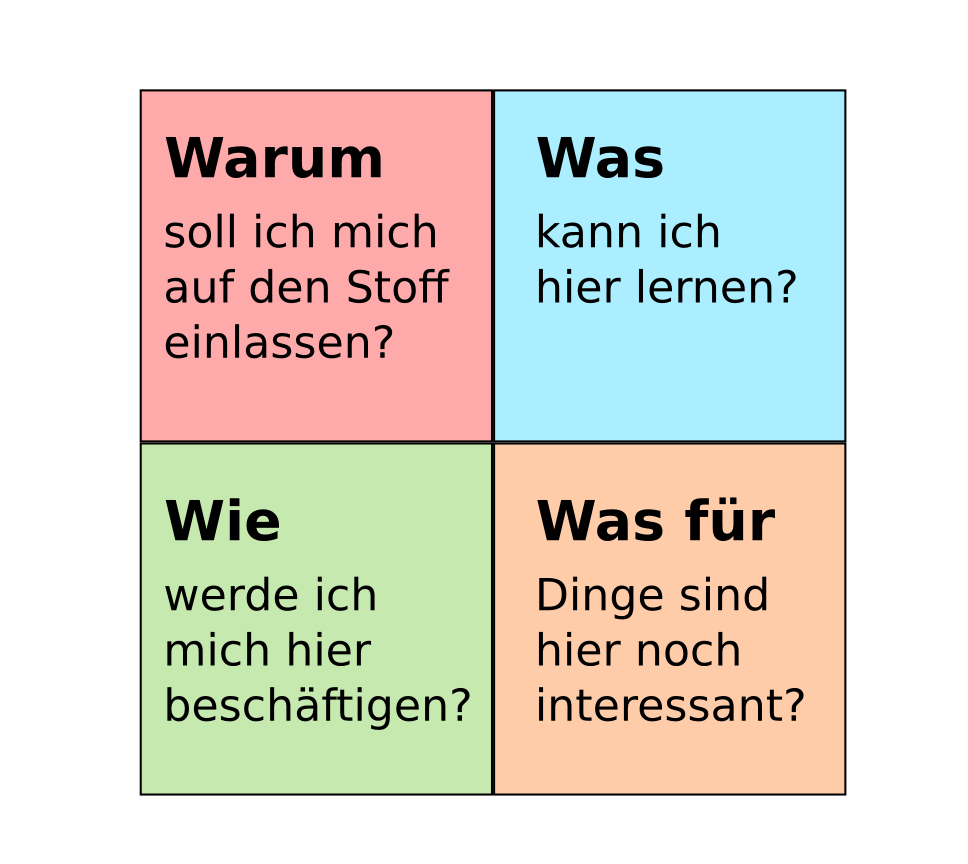 Warum
soll ich mich
auf den Stoff
einlassen?
Was
kann ich
hier lernen?
Wie
werde ich
mich hier
beschäftigen?
Was für
Dinge sind
hier noch
interessant?